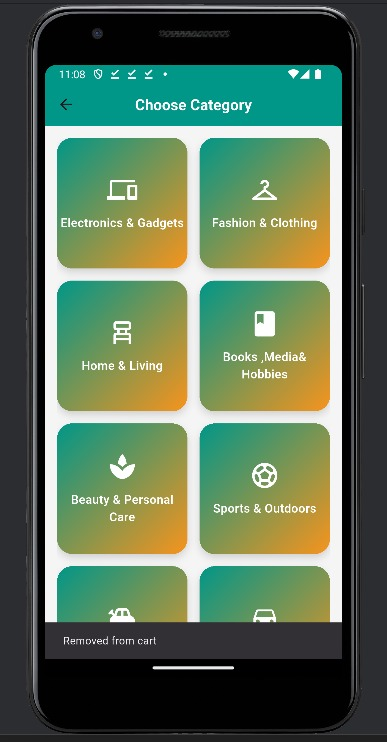 11:08
Choose Category
Electronics & Gadgets
Fashion & Clothing
Home & Living
Books ,Media&
Hobbies
Beauty & Personal
Care
Sports & Outdoors
Removed from cart